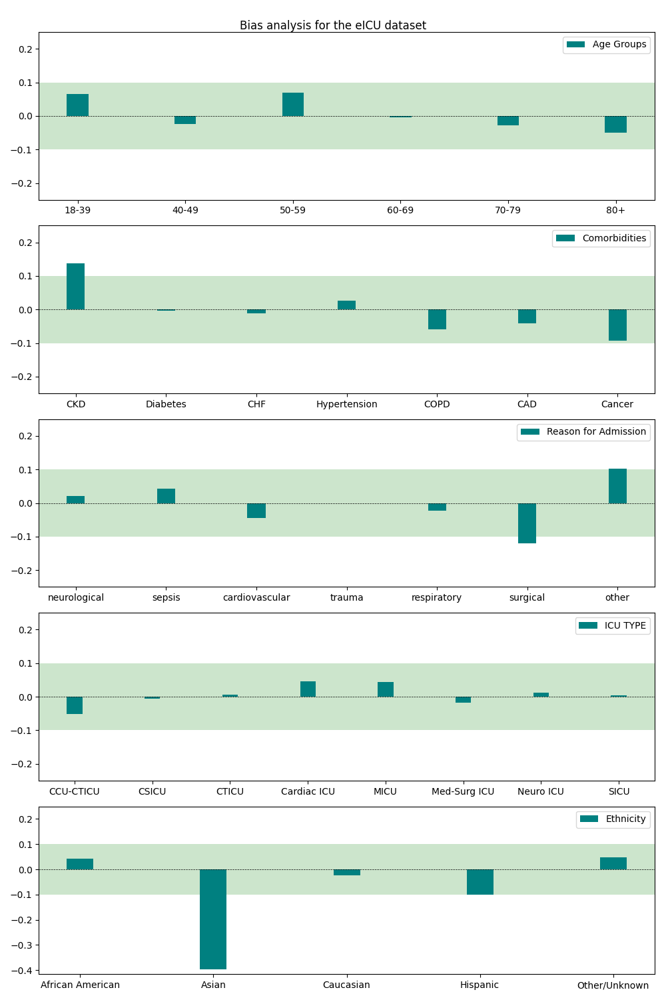 Bias analysis for the eICU dataset
Age Groups
0.2
0.1
0.0
−0.1
−0.2
18-39 40-49 50-59 60-69 70-79 80+
Comorbidities
0.2
0.1
0.0
−0.1
−0.2
CKD Diabetes CHF Hypertension COPD CAD Cancer
Reason for Admission
0.2
0.1
0.0
−0.1
−0.2
neurological sepsis cardiovascular trauma respiratory surgical other
ICU TYPE
0.2
0.1
0.0
−0.1
−0.2
CCU-CTICU CSICU CTICU Cardiac ICU MICU Med-Surg ICU Neuro ICU SICU
Ethnicity
0.2
0.1
0.0
−0.1
−0.2
−0.3
−0.4
African American Asian Caucasian Hispanic Other/Unknown